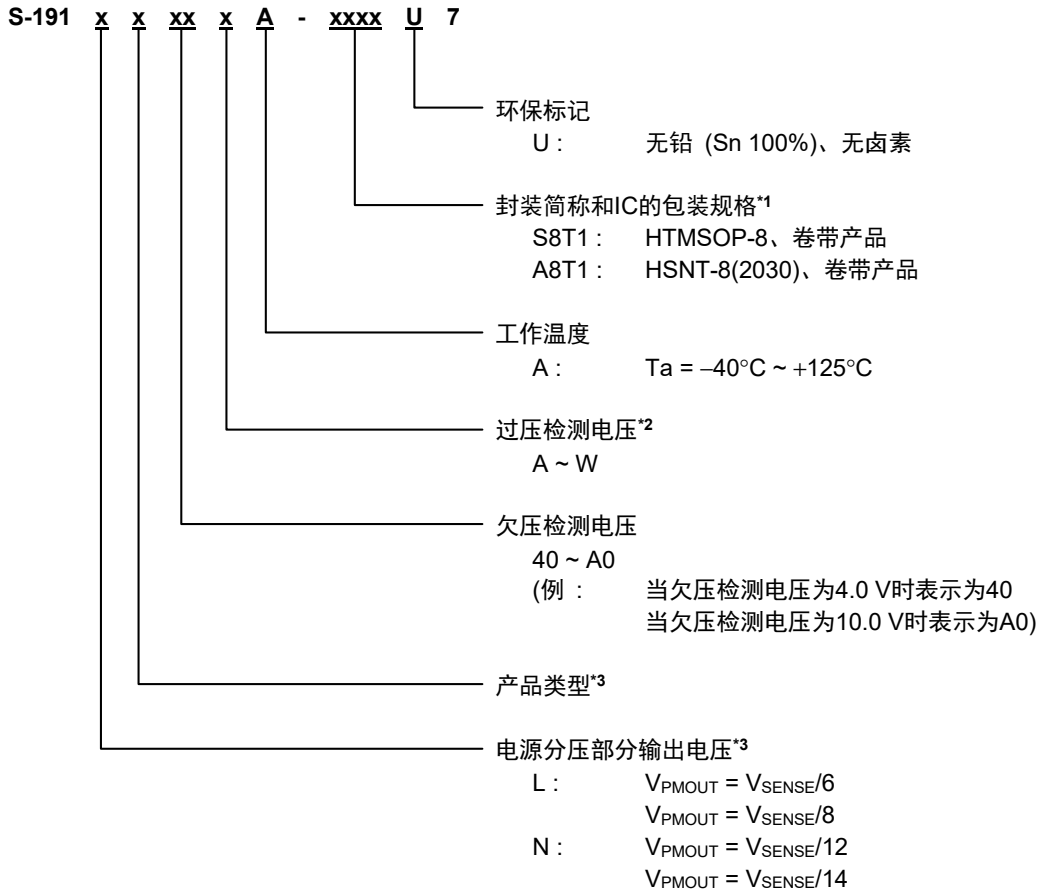 S-191 x x xx x A - xxxx U 7
环保标记
U : 无铅 (Sn 100%)、无卤素
封装简称和IC的包装规格*1
S8T1 : HTMSOP-8、卷带产品
A8T1 : HSNT-8(2030)、卷带产品
工作温度
A : Ta = −40°C ~ +125°C
过压检测电压*2
A ~ W
欠压检测电压
40 ~ A0
(例 : 当欠压检测电压为4.0 V时表示为40
当欠压检测电压为10.0 V时表示为A0)
产品类型*3
电源分压部分输出电压*3
L : VPMOUT = VSENSE/6
VPMOUT = VSENSE/8
N : VPMOUT = VSENSE/12
VPMOUT = VSENSE/14